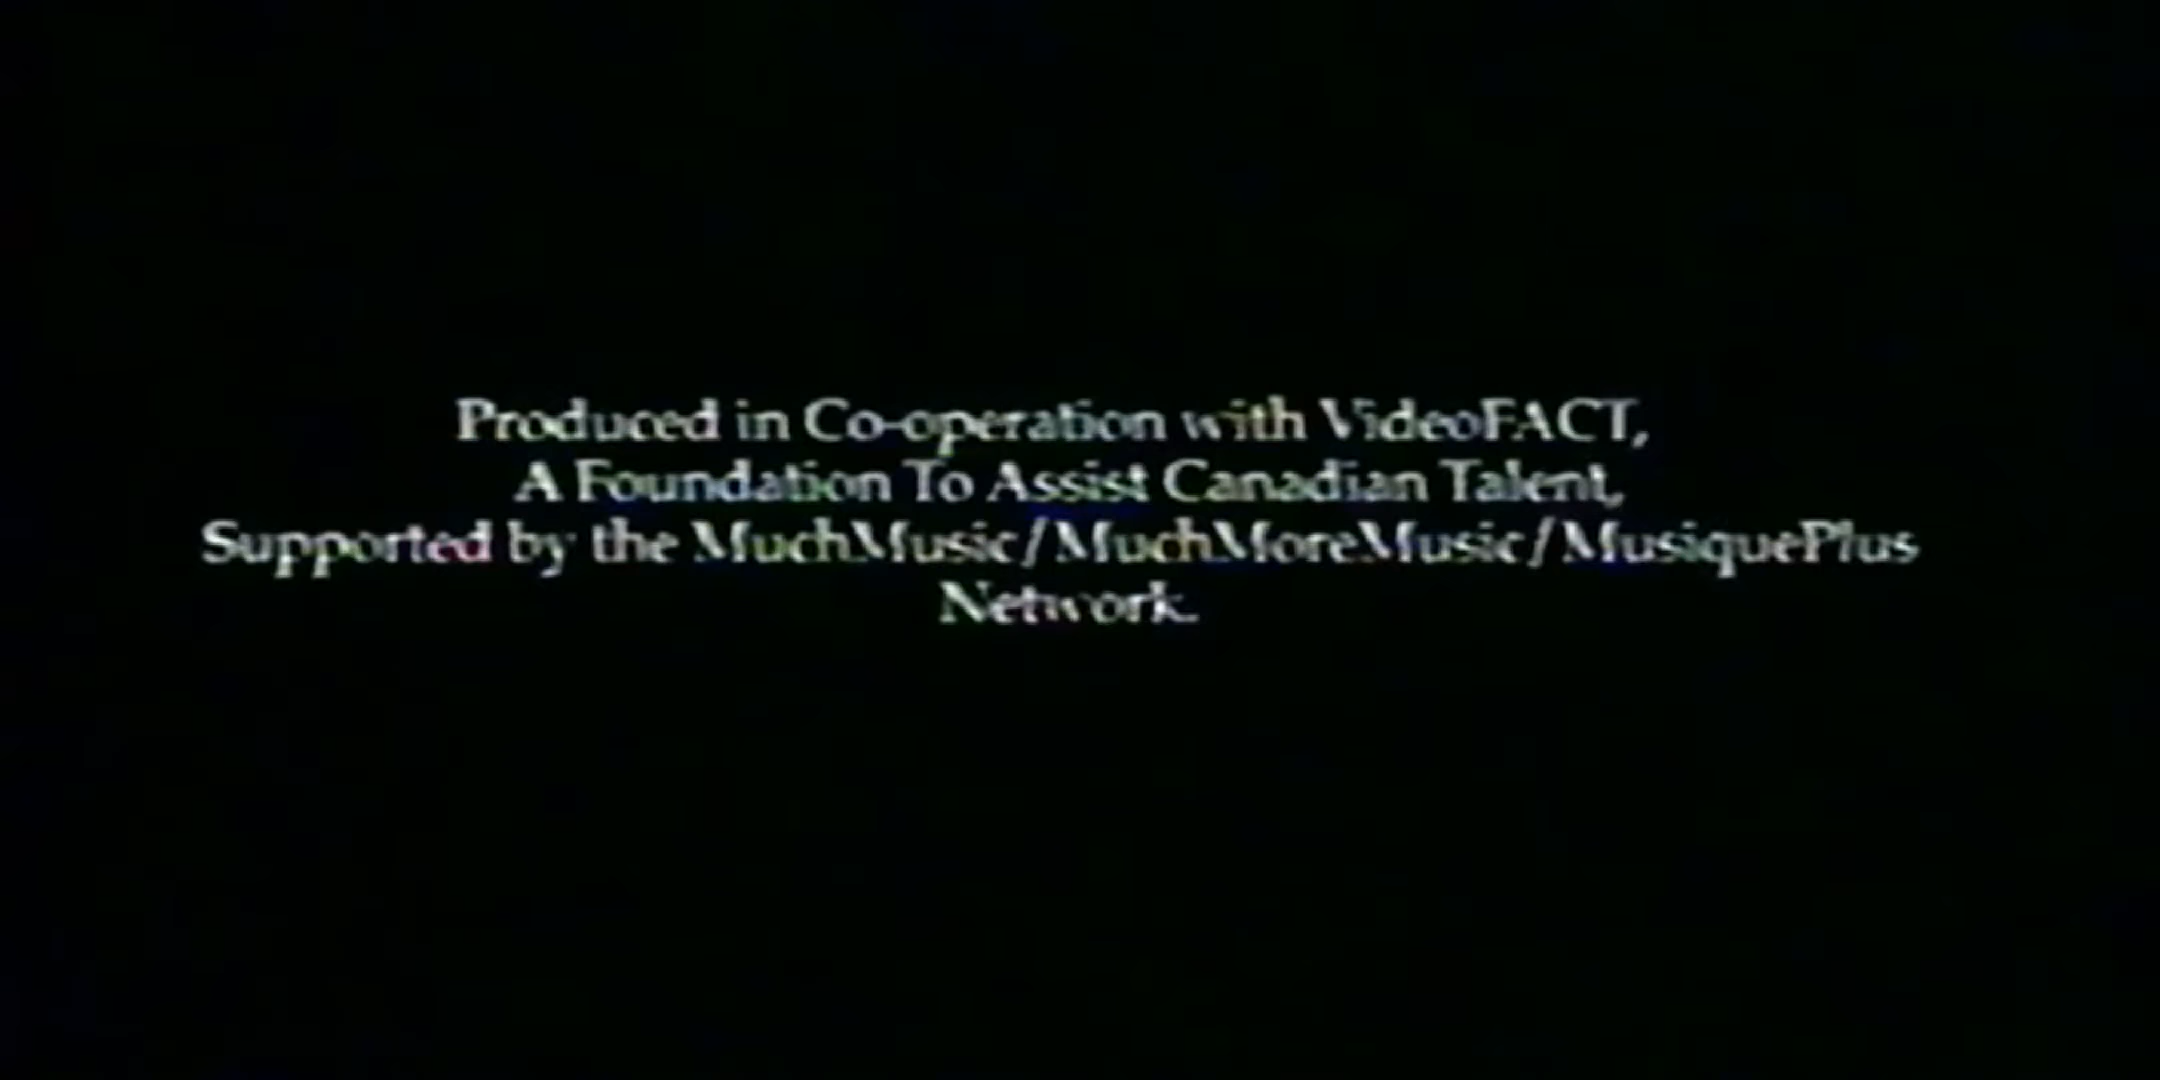 Produced in Co-operation with VideoFACT,
A Foundation To Assist Canadian Talent,
Supported by the MuchMusic/MuchMoreMusic/MusiquePlus
Network.